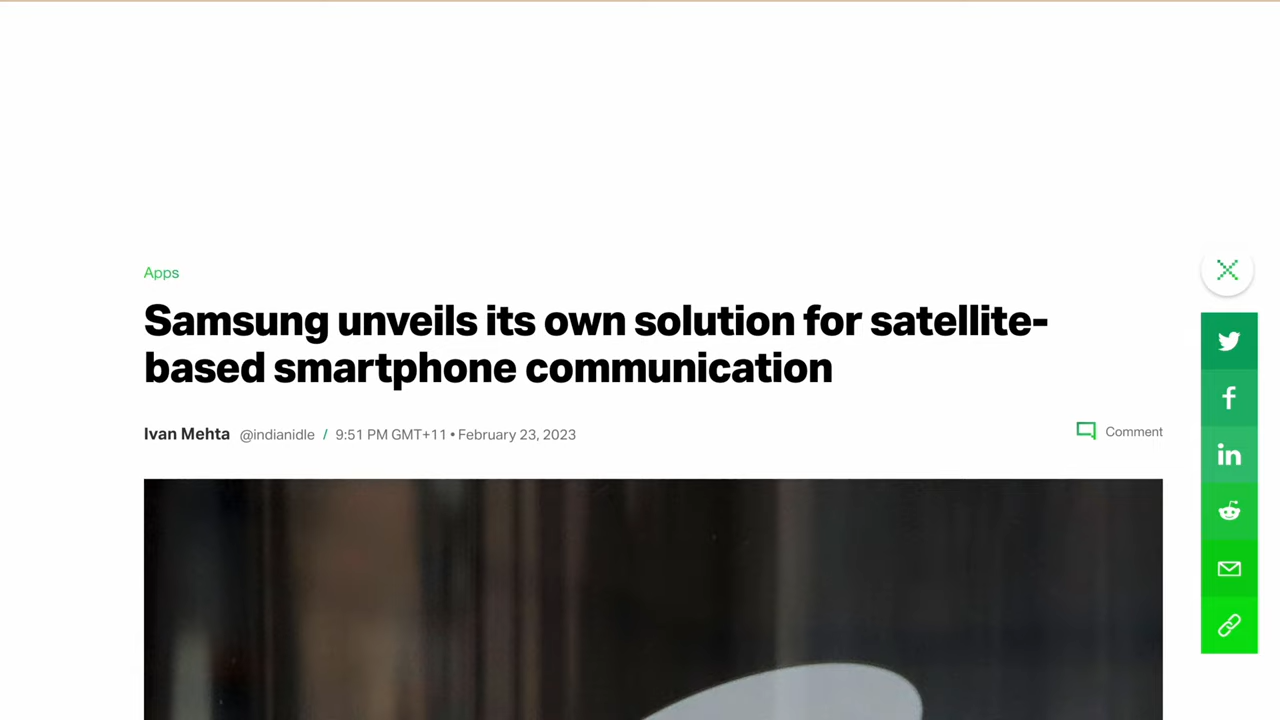 Apps
Samsung unveils its own solution for satellite-
based smartphone communication
Ivan Mehta @indianidle / 9:51 PM GMT+11 • February 23, 2023
Comment